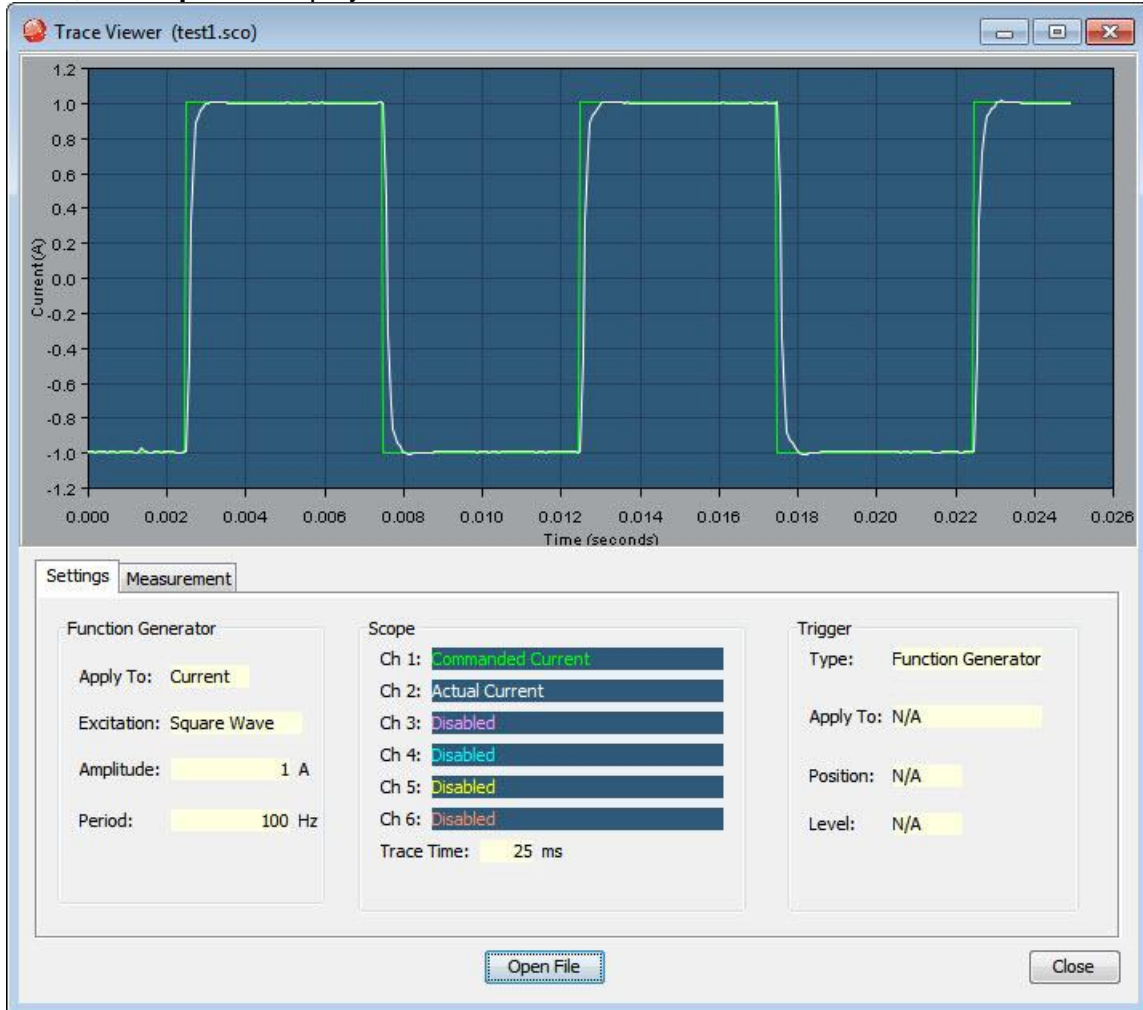 Trace Viewer (test1.sco)
1.2
1.0
0.8
0.6
0.4
0.2
0.0
-0.2
-0.4
-0.6
-0.8
-1.0
-1.2
Current(A)
0.000 0.002 0.004 0.006 0.008 0.010 0.012 0.014 0.016 0.018 0.020 0.022 0.024 0.026
Time (seconds)
Settings Measurement
Function Generator
Apply To: Current
Excitation: Square Wave
Amplitude: 1 A
Period: 100 Hz
Scope
Ch 1: Commanded Current
Ch 2: Actual Current
Ch 3: Disabled
Ch 4: Disabled
Ch 5: Disabled
Ch 6: Disabled
Trace Time: 25 ms
Trigger
Type: Function Generator
Apply To: N/A
Position: N/A
Level: N/A
Open File
Close